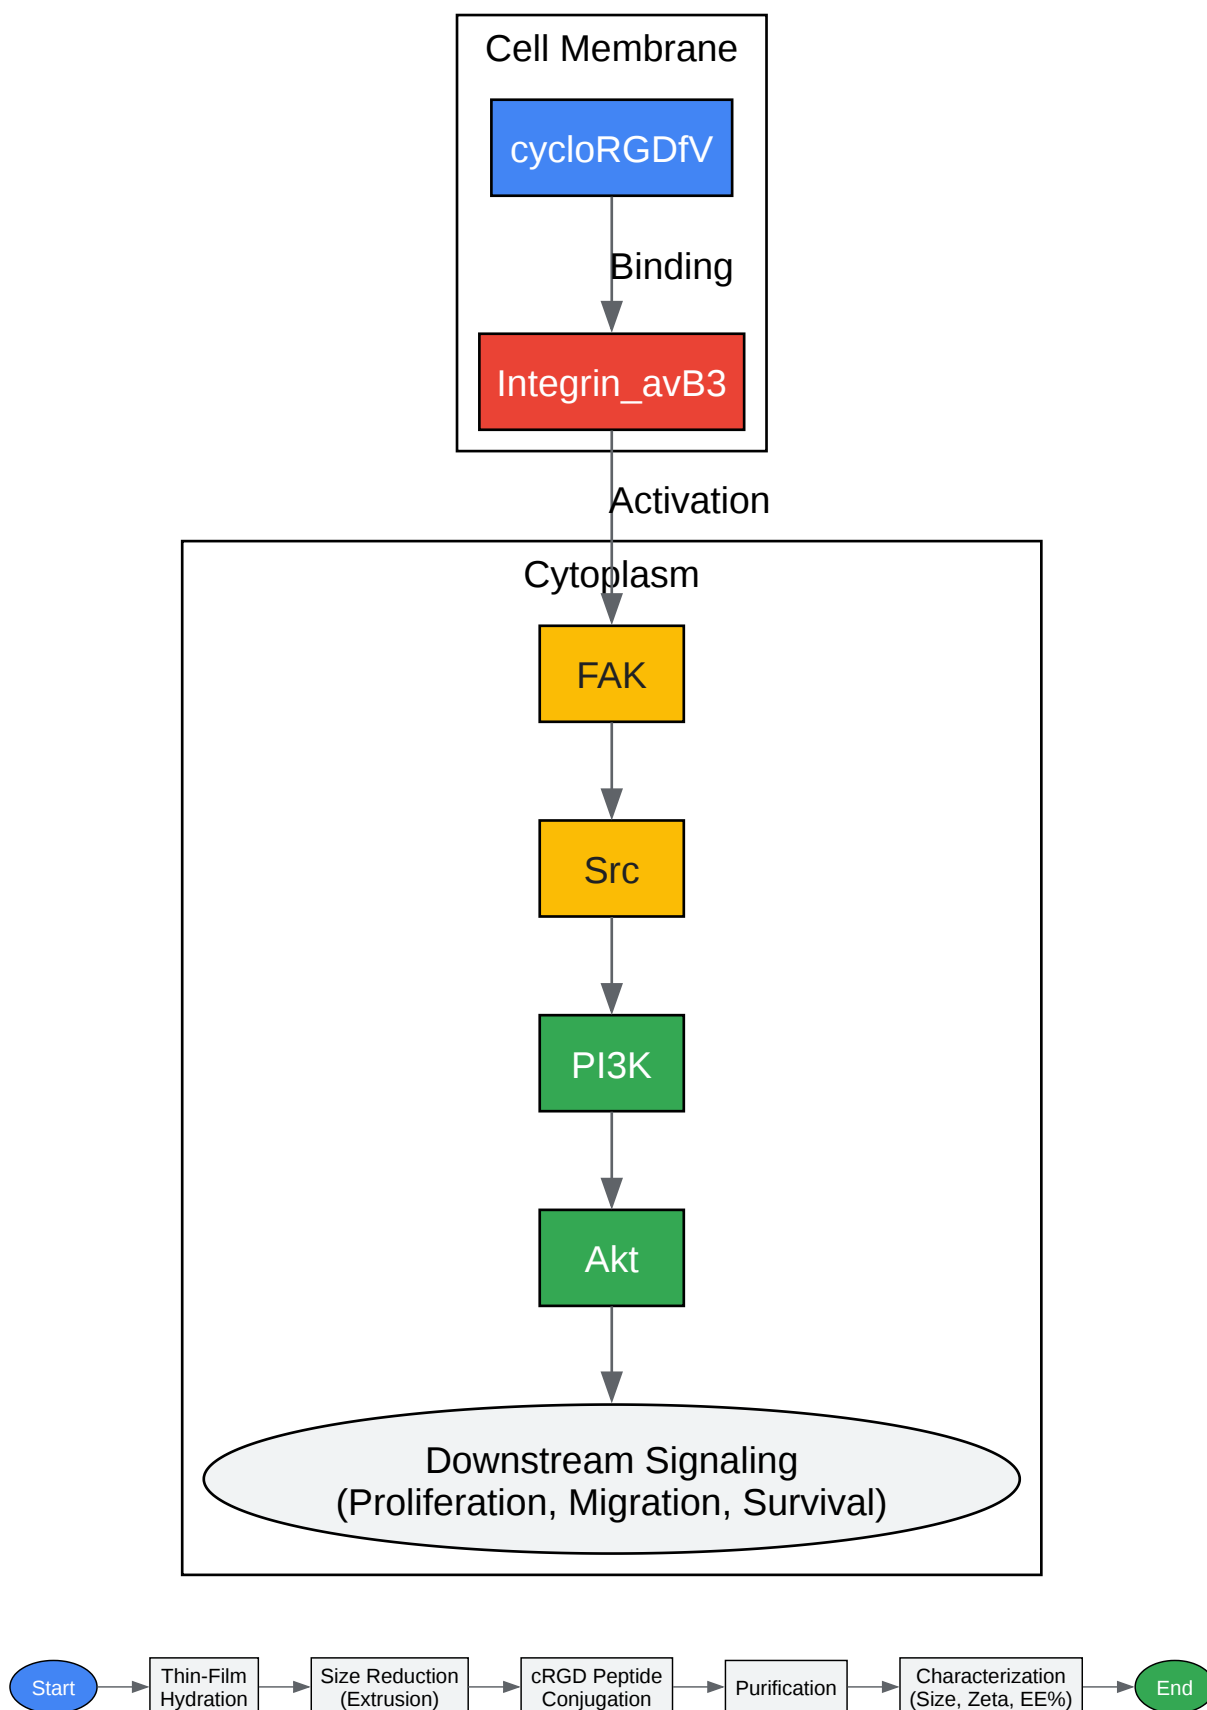 Cell Membrane
cycloRGDfV
Binding
Integrin_avB3
Activation
Cytoplasm
FAK
Src
PI3K
Akt
Downstream Signaling
(Proliferation, Migration, Survival)
Start
Thin-Film
Hydration
Size Reduction
(Extrusion)
cRGD Peptide
Conjugation
Purification
Characterization
(Size, Zeta, EE%)
End